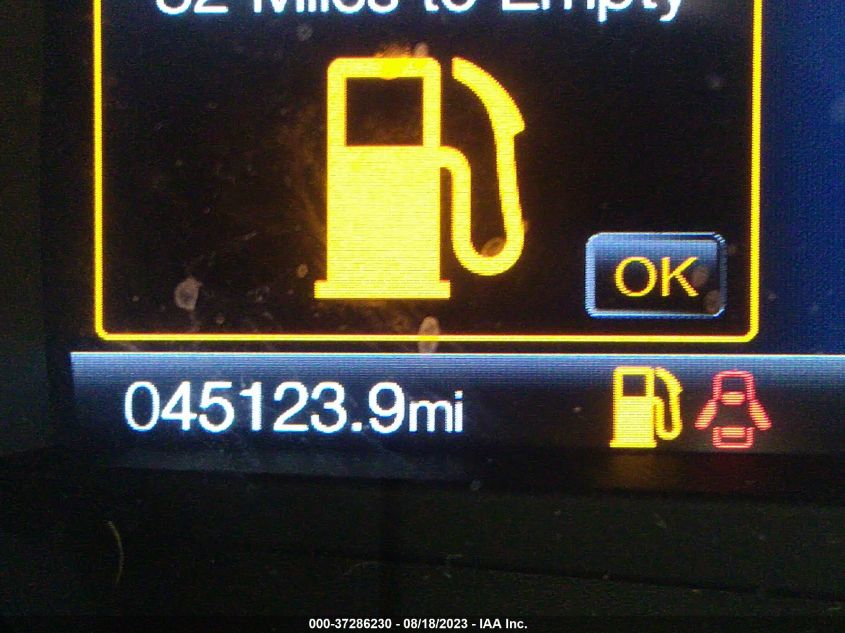 Miles to Empty
OK
045123.9mi
000-37286230 - 08/18/2023 - IAA Inc.